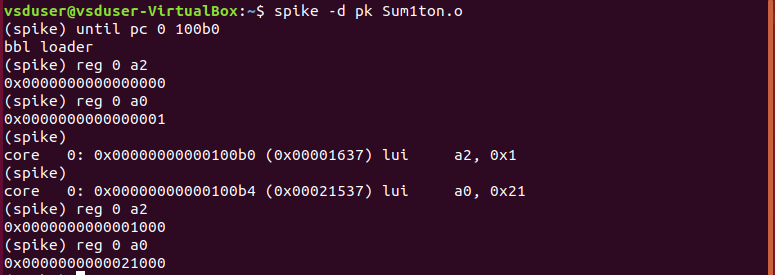 vsduser@vsduser-VirtualBox:~$ spike -d pk Sum1ton.o
(spike) until pc 0 100b0
bbl loader
(spike) reg 0 a2
0x0000000000000000
(spike) reg 0 a0
0x0000000000000001
(spike)
core   0: 0x00000000000100b0 (0x00001637) lui     a2, 0x1
(spike)
core   0: 0x00000000000100b4 (0x00021537) lui     a0, 0x21
(spike) reg 0 a2
0x0000000000001000
(spike) reg 0 a0
0x0000000000021000